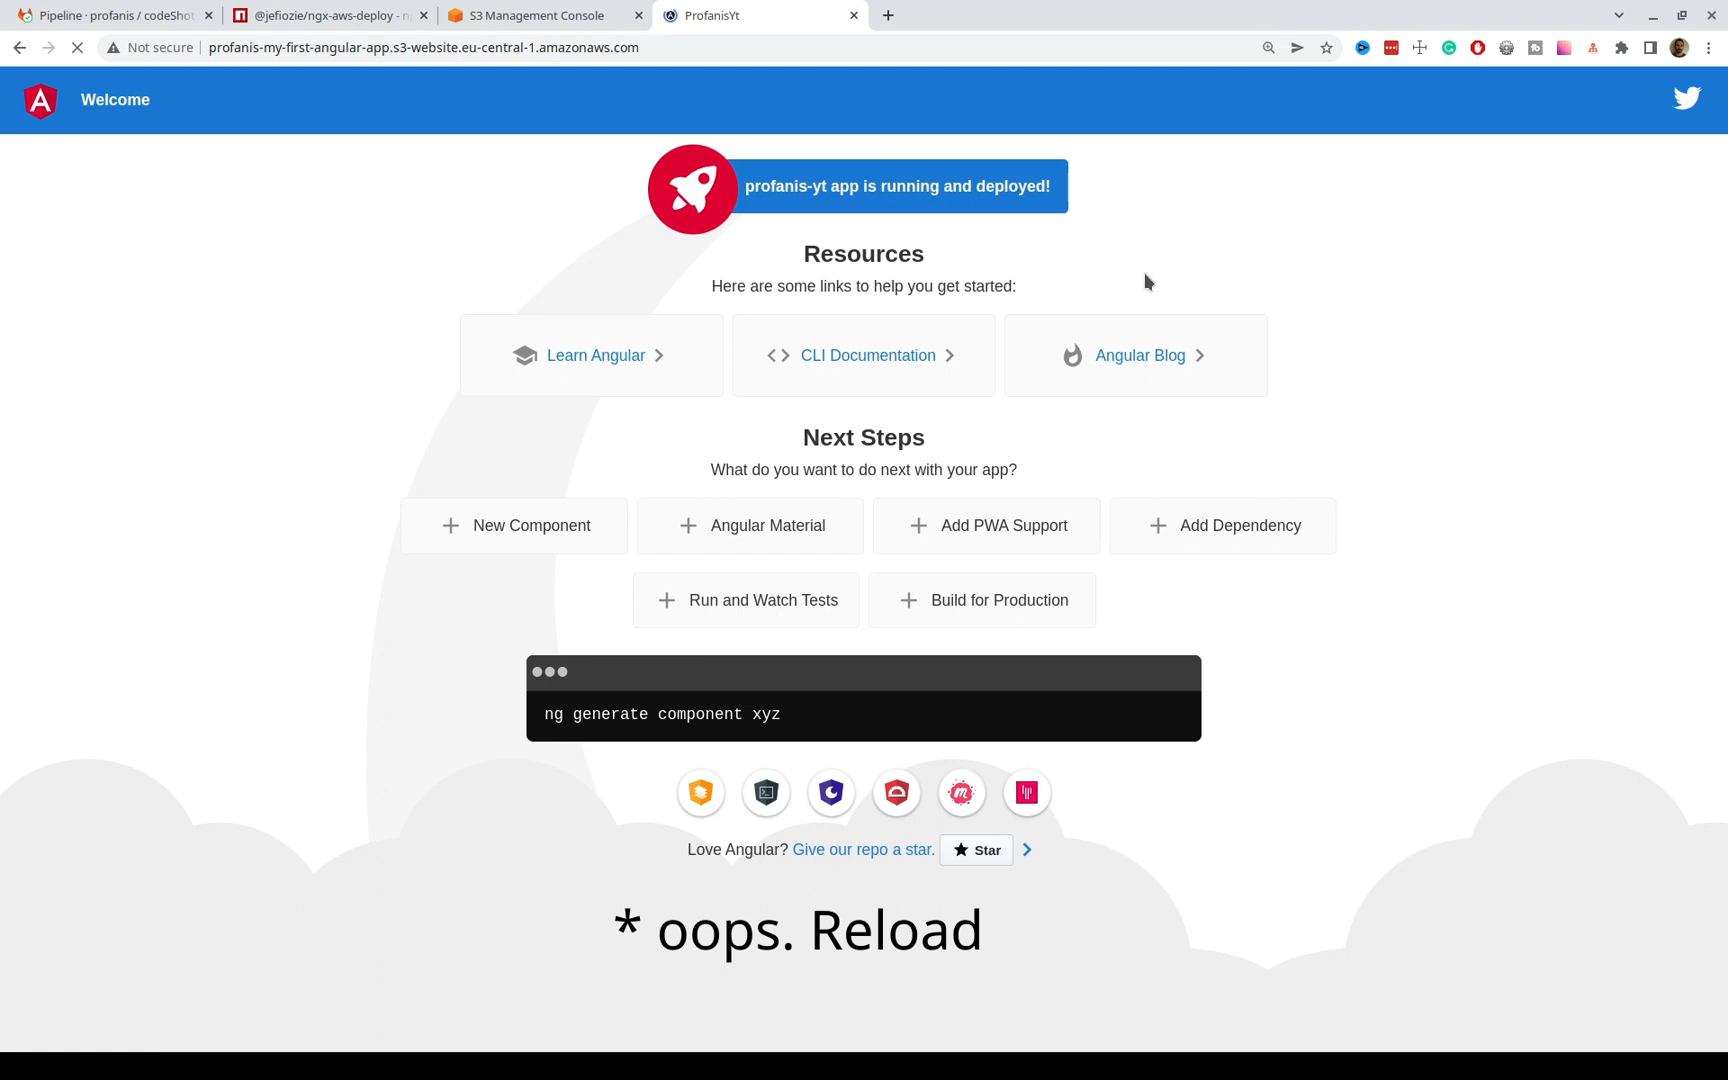 Pipeline · profanis / codeShot
@jefiozie/ngx-aws-deploy - n
S3 Management Console
ProfanisYt
Not secure
profanis-my-first-angular-app.s3-website.eu-central-1.amazonaws.com
Welcome
profanis-yt app is running and deployed!
Resources
Here are some links to help you get started:
Learn Angular
CLI Documentation
Angular Blog
Next Steps
What do you want to do next with your app?
New Component
Angular Material
Add PWA Support
Add Dependency
Run and Watch Tests
Build for Production
ng generate component xyz
Love Angular? Give our repo a star. Star
* oops. Reload